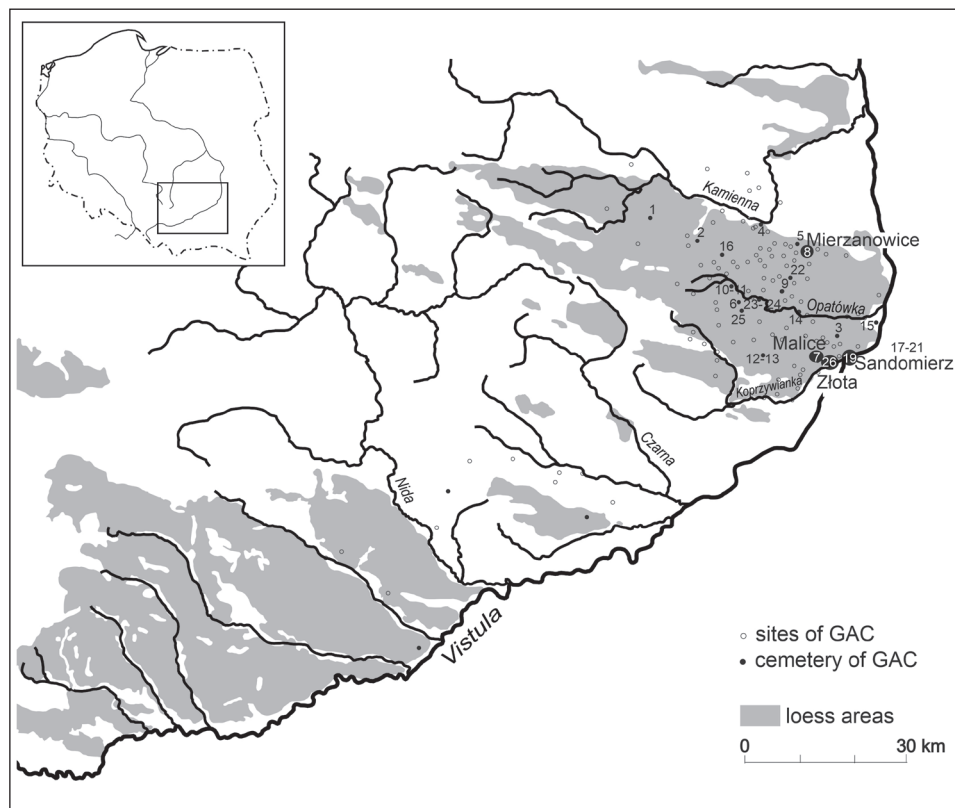 Kamienna
1
2
4
5
Mierzanowice
8
16
22
9
10-11
Opatówka
6
23-24
25
14
3
15
Malice
17-21
12-13
7
26
19
Sandomierz
Koprzywianka
Złota
Czarna
Nida
Vistula
sites of GAC
cemetery of GAC
loess areas
0 30 km